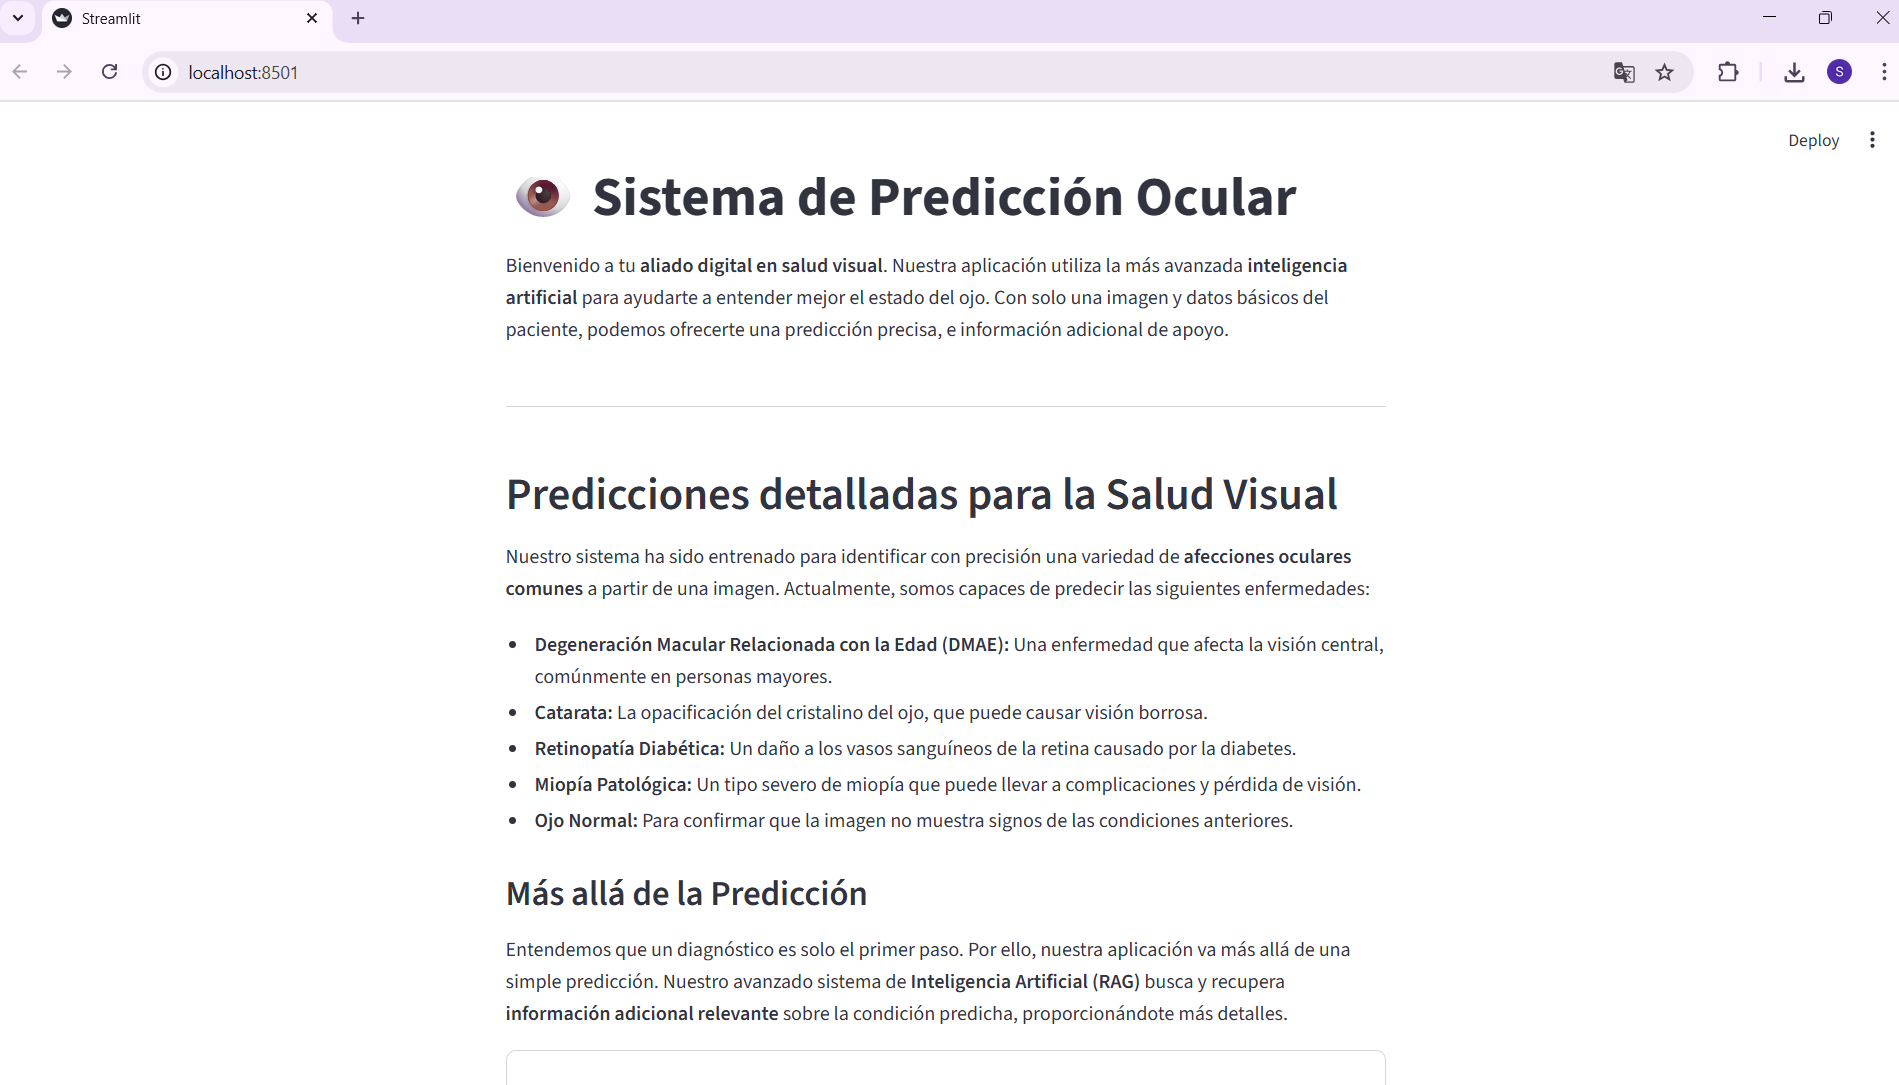 Streamlit
localhost:8501
S
Deploy
Sistema de Predicción Ocular
Bienvenido a tu aliado digital en salud visual. Nuestra aplicación utiliza la más avanzada inteligencia
artificial para ayudarte a entender mejor el estado del ojo. Con solo una imagen y datos básicos del
paciente, podemos ofrecerte una predicción precisa, e información adicional de apoyo.
Predicciones detalladas para la Salud Visual
Nuestro sistema ha sido entrenado para identificar con precisión una variedad de afecciones oculares
comunes a partir de una imagen. Actualmente, somos capaces de predecir las siguientes enfermedades:
• Degeneración Macular Relacionada con la Edad (DMAE): Una enfermedad que afecta la visión central,
comúnmente en personas mayores.
• Catarata: La opacificación del cristalino del ojo, que puede causar visión borrosa.
• Retinopatía Diabética: Un daño a los vasos sanguíneos de la retina causado por la diabetes.
• Miopía Patológica: Un tipo severo de miopía que puede llevar a complicaciones y pérdida de visión.
• Ojo Normal: Para confirmar que la imagen no muestra signos de las condiciones anteriores.
Más allá de la Predicción
Entendemos que un diagnóstico es solo el primer paso. Por ello, nuestra aplicación va más allá de una
simple predicción. Nuestro avanzado sistema de Inteligencia Artificial (RAG) busca y recupera
información adicional relevante sobre la condición predicha, proporcionándote más detalles.